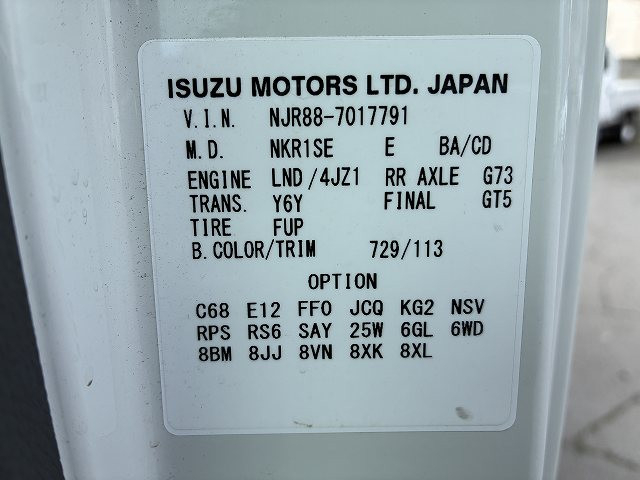 ISUZU MOTORS LTD. JAPAN
V.I.N. NJR88-7017791
M.D. NKR1SE E BA/CD
ENGINE LND/4JZ1 RR AXLE G73
TRANS. Y6Y FINAL GT5
TIRE FUP
B.COLOR/TRIM 729/113
OPTION
C68 E12 FF0 JCQ KG2 NSV
RPS RS6 SAY 25W 6GL 6WD
8BM 8JJ 8VN 8XK 8XL